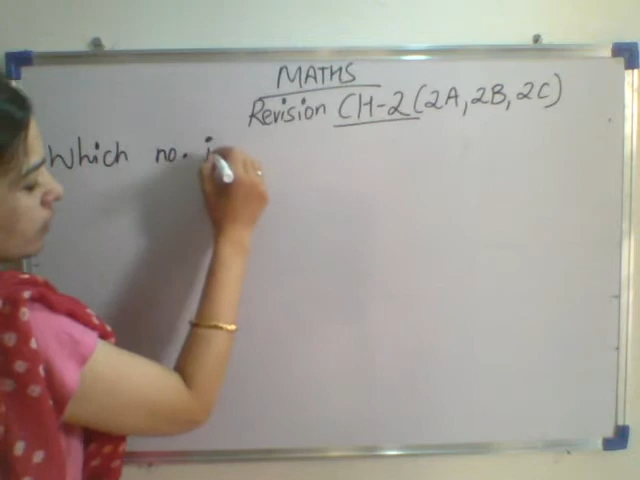 MATHS
Revision CH-2 (2A, 2B, 2C)
Which no. i